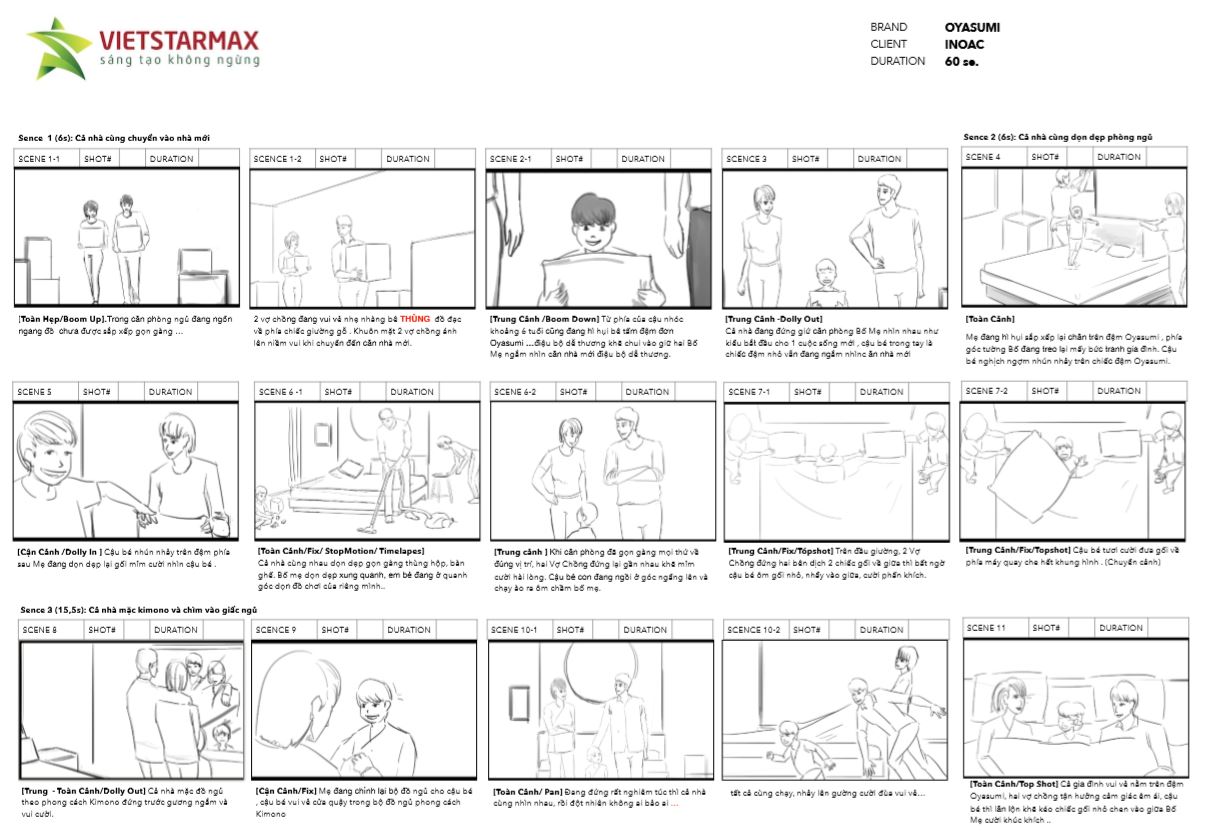 VIETSTARMAX
sáng tạo không ngừng
BRAND OYASUMI
CLIENT INOAC
DURATION 60 se.
Sence 1 (6s): Cả nhà cùng chuyển vào nhà mới
Sence 2 (6s): Cả nhà cùng dọn dẹp phòng ngủ
SCENE 1-1 SHOT# DURATION
SCENCE 1-2 SHOT# DURATION
SCENE 2-1 SHOT# DURATION
SCENCE 3 SHOT# DURATION
SCENE 4 SHOT# DURATION
[Toàn Hẹp/Boom Up].Trong căn phòng ngủ đang ngổn
ngang đồ chưa được sắp xếp gọn gàng ...
2 vợ chồng đang vui vẻ nhẹ nhàng bê THÙNG đồ đạc
về phía chiếc giường gỗ . Khuôn mặt 2 vợ chồng ánh
lên niềm vui khi chuyển đến căn nhà mới.
[Trung Cảnh /Boom Down] Từ phía của cậu nhóc
khoảng 6 tuổi cũng đang hì hụi bê tấm đệm đơn
Oyasumi ...điệu bộ dễ thương khẽ chui vào giữ hai Bố
Mẹ ngắm nhìn căn nhà mới điệu bộ dễ thương.
[Trung Cảnh -Dolly Out]
Cả nhà đang đứng giữ căn phòng Bố Mẹ nhìn nhau như
kiểu bắt đầu cho 1 cuộc sống mới , cậu bé trong tay là
chiếc đệm nhỏ vẫn đang ngắm nhìnc ăn nhà mới
[Toàn Cảnh]
Mẹ đang hì hụi sắp xếp lại chăn trên đệm Oyasumi , phía
góc tường Bố đang treo lại mấy bức tranh gia đình. Cậu
bé nghịch ngợm nhún nhảy trên chiếc đệm Oyasumi.
SCENE 5 SHOT# DURATION
SCENE 6 -1 SHOT# DURATION
SCENE 6-2 SHOT# DURATION
SCENE 7-1 SHOT# DURATION
SCENE 7-2 SHOT# DURATION
[Cận Cảnh /Dolly In ] Cậu bé nhún nhảy trên đệm phía
sau Mẹ đang dọn dẹp lại gối mỉm cười nhìn cậu bé .
[Toàn Cảnh/Fix/ StopMotion/ Timelapes]
Cả nhà cùng nhau dọn dẹp gọn gàng thùng hộp, bàn
ghế. Bố mẹ dọn dẹp xung quanh, em bé đang ở quanh
góc dọn đồ chơi của riêng mình..
[Trung cảnh ] Khi căn phòng đã gọn gàng mọi thứ về
đúng vị trí, hai Vợ Chồng đứng lại gần nhau khẽ mỉm
cười hài lòng. Cậu bé con đang ngồi ở góc ngẩng lên và
chạy ào ra ôm chầm bố mẹ.
[Trung Cảnh/Fix/Topshot] Trên đầu giường, 2 Vợ
Chồng đứng hai bên dịch 2 chiếc gối về giữa thì bất ngờ
cậu bé ôm gối nhỏ, nhảy vào giữa, cười phấn khích.
[Trung Cảnh/Fix/Topshot] Cậu bé tươi cười đưa gối về
phía máy quay che hết khung hình . (Chuyển cảnh)
Sence 3 (15,5s): Cả nhà mặc kimono và chìm vào giấc ngủ
SCENE 8 SHOT# DURATION
SCENCE 9 SHOT# DURATION
SCENE 10-1 SHOT# DURATION
SCENCE 10-2 SHOT# DURATION
SCENE 11 SHOT# DURATION
[Trung - Toàn Cảnh/Dolly Out] Cả nhà mặc đồ ngủ
theo phong cách Kimono đứng trước gương ngắm và
vui cười.
[Cận Cảnh/Fix] Mẹ đang chỉnh lại bộ đồ ngủ cho cậu bé
, cậu bé vui vẻ cửa quậy trong bộ đồ ngủ phong cách
Kimono
[Toàn Cảnh/ Pan] Đang đứng rất nghiêm túc thì cả nhà
cùng nhìn nhau, rồi đột nhiên không ai bảo ai ...
tất cả cùng chạy, nhảy lên gường cười đùa vui vẻ...
[Toàn Cảnh/Top Shot] Cả gia đình vui vẻ nằm trên đệm
Oyasumi, hai vợ chồng tận hưởng cảm giác êm ái, cậu
bé thì lăn lộn khẽ kéo chiếc gối nhỏ chen vào giữa Bố
Mẹ cười khúc khích ..